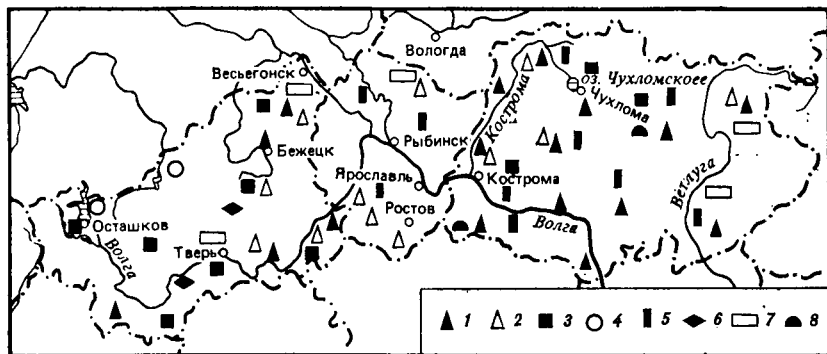 Вологда
Весьегонск
оз. Чухломскоее
Чухлома
Кострома
Рыбинск
Бежецк
Ветлуга
Ярославль
Кострома
Осташков
Ростов
Волга
Волга
Тверь
1 2 3 4 5 6 7 8